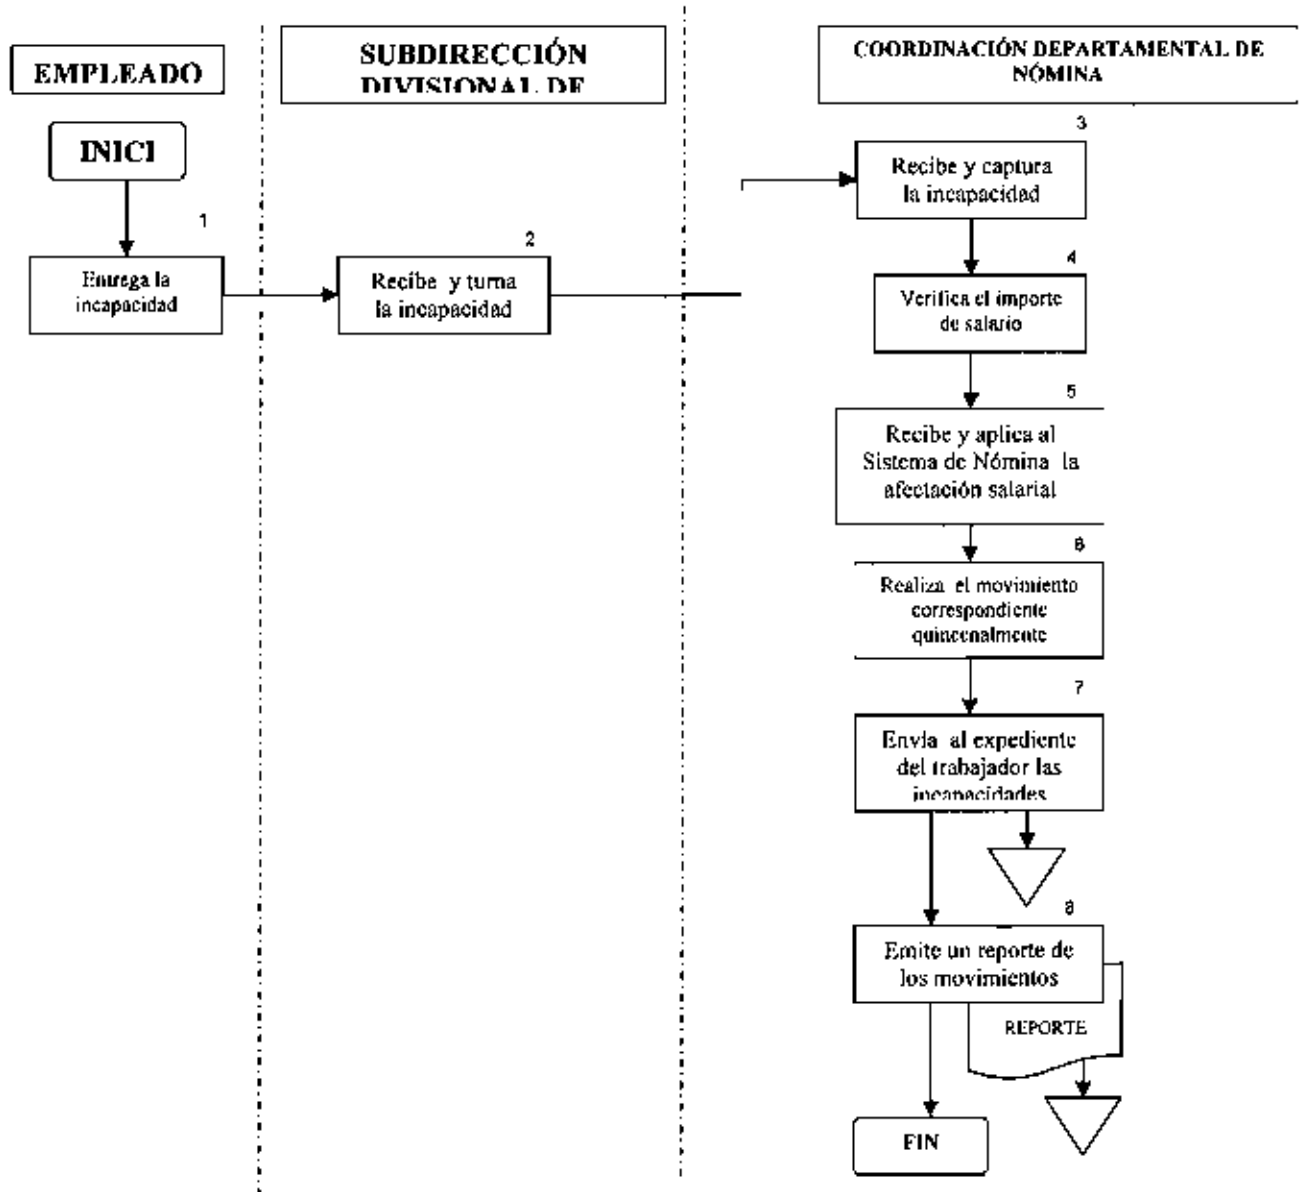 EMPLEADO
SUBDIRECCIÓN
DIVISIONAL DE
COORDINACIÓN DEPARTAMENTAL DE
NÓMINA
INICI
1
Entrega la
incapacidad
2
Recibe y turna
la incapacidad
3
Recibe y captura
la incapacidad
4
Verifica el importe
de salario
5
Recibe y aplica al
Sistema de Nómina la
afectación salarial
6
Realiza el movimiento
correspondiente
quincenalmente
7
Envía al expediente
del trabajador las
incapacidades
8
Emite un reporte de
los movimientos
REPORTE
FIN